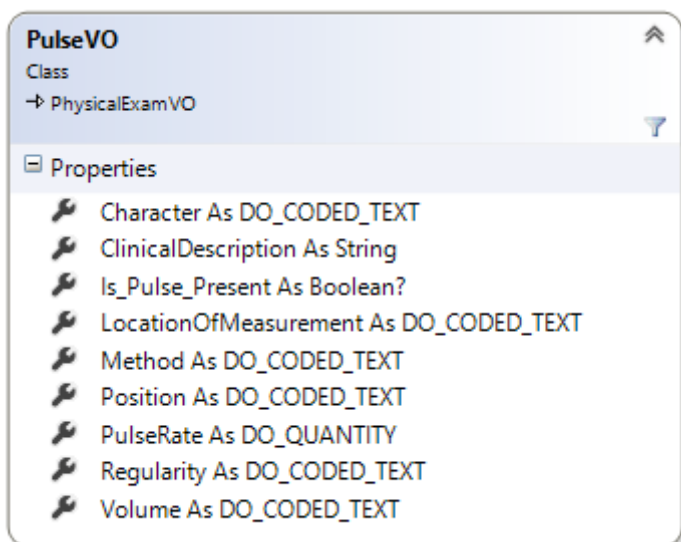 PulseVO
Class
PhysicalExamVO
Properties
Character As DO_CODED_TEXT
ClinicalDescription As String
Is_Pulse_Present As Boolean?
LocationOfMeasurement As DO_CODED_TEXT
Method As DO_CODED_TEXT
Position As DO_CODED_TEXT
PulseRate As DO_QUANTITY
Regularity As DO_CODED_TEXT
Volume As DO_CODED_TEXT